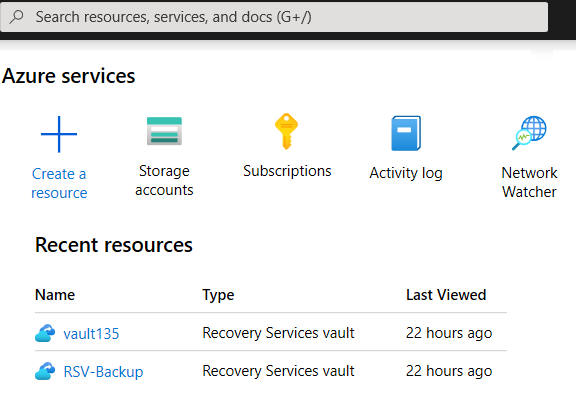 Search resources, services, and docs (G+/)
Azure services
Create a resource
Storage accounts
Subscriptions
Activity log
Network Watcher
Recent resources
Name Type Last Viewed
vault135 Recovery Services vault 22 hours ago
RSV-Backup Recovery Services vault 22 hours ago